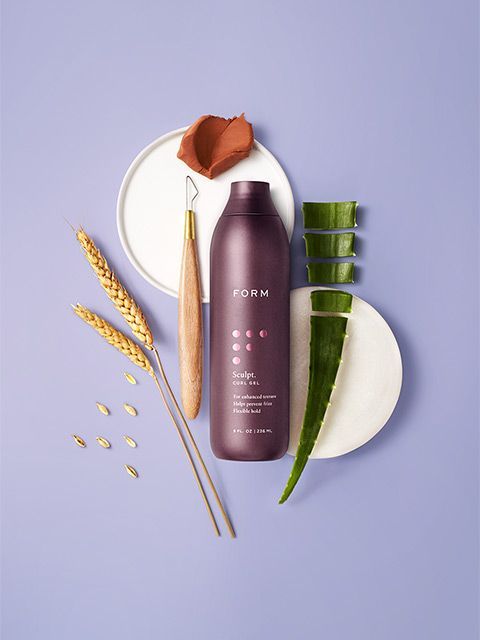 FORM
Sculpt.
CURL GEL
For enhanced texture
Helps prevent frizz
Flexible hold
8 FL. OZ | 236 ML